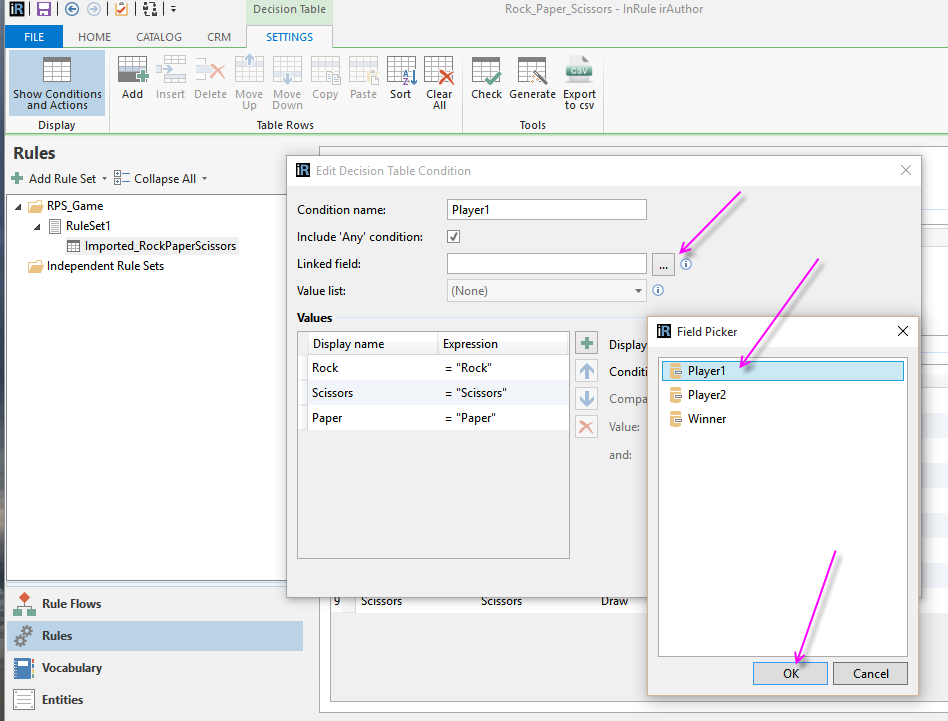 iR
Decision Table
Rock_Paper_Scissors - InRule irAuthor
FILE HOME CATALOG CRM SETTINGS
Show Conditions and Actions
Add Insert Delete Move Up Move Down Copy Paste Sort Clear All
Check Generate Export to csv
Display Table Rows Tools
Rules
Add Rule Set Collapse All
RPS_Game
RuleSet1
Imported_RockPaperScissors
Independent Rule Sets
iR Edit Decision Table Condition
Condition name: Player1
Include 'Any' condition:
Linked field: ...
Value list: (None)
Values
Display name Expression
Rock = "Rock"
Scissors = "Scissors"
Paper = "Paper"
Display
Conditi
Compa
Value:
and:
iR Field Picker
Player1
Player2
Winner
OK Cancel
9 Scissors Scissors Draw
Rule Flows
Rules
Vocabulary
Entities